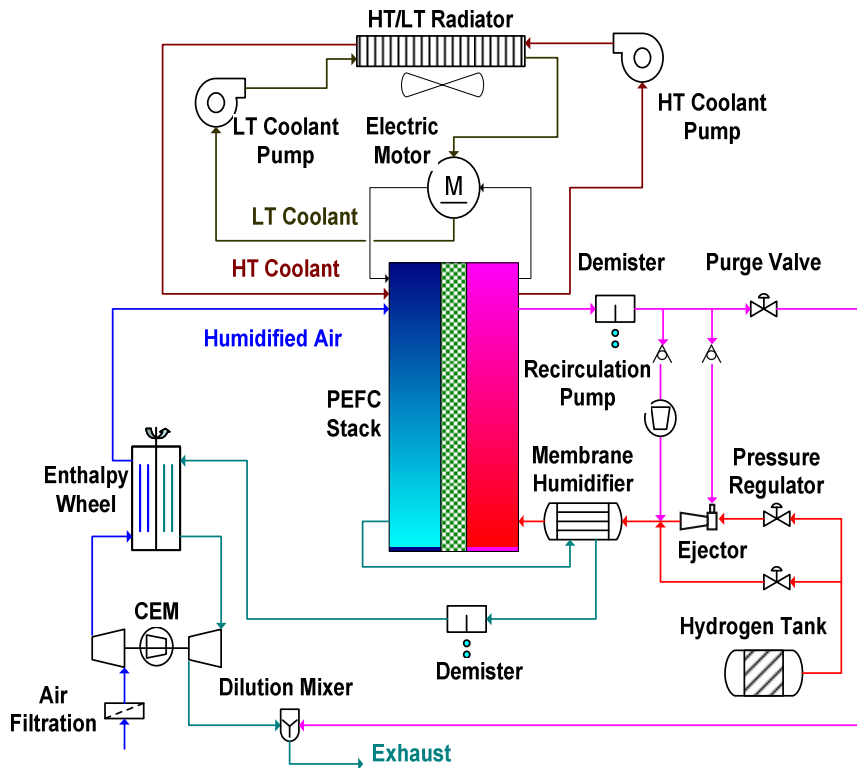 HT/LT Radiator
LT Coolant
Pump
Electric
Motor
HT Coolant
Pump
M
LT Coolant
HT Coolant
Demister
Purge Valve
Humidified Air
Recirculation
Pump
PEFC
Stack
Enthalpy
Wheel
Membrane
Humidifier
Pressure
Regulator
Ejector
CEM
Hydrogen Tank
Demister
Air
Filtration
Dilution Mixer
Exhaust